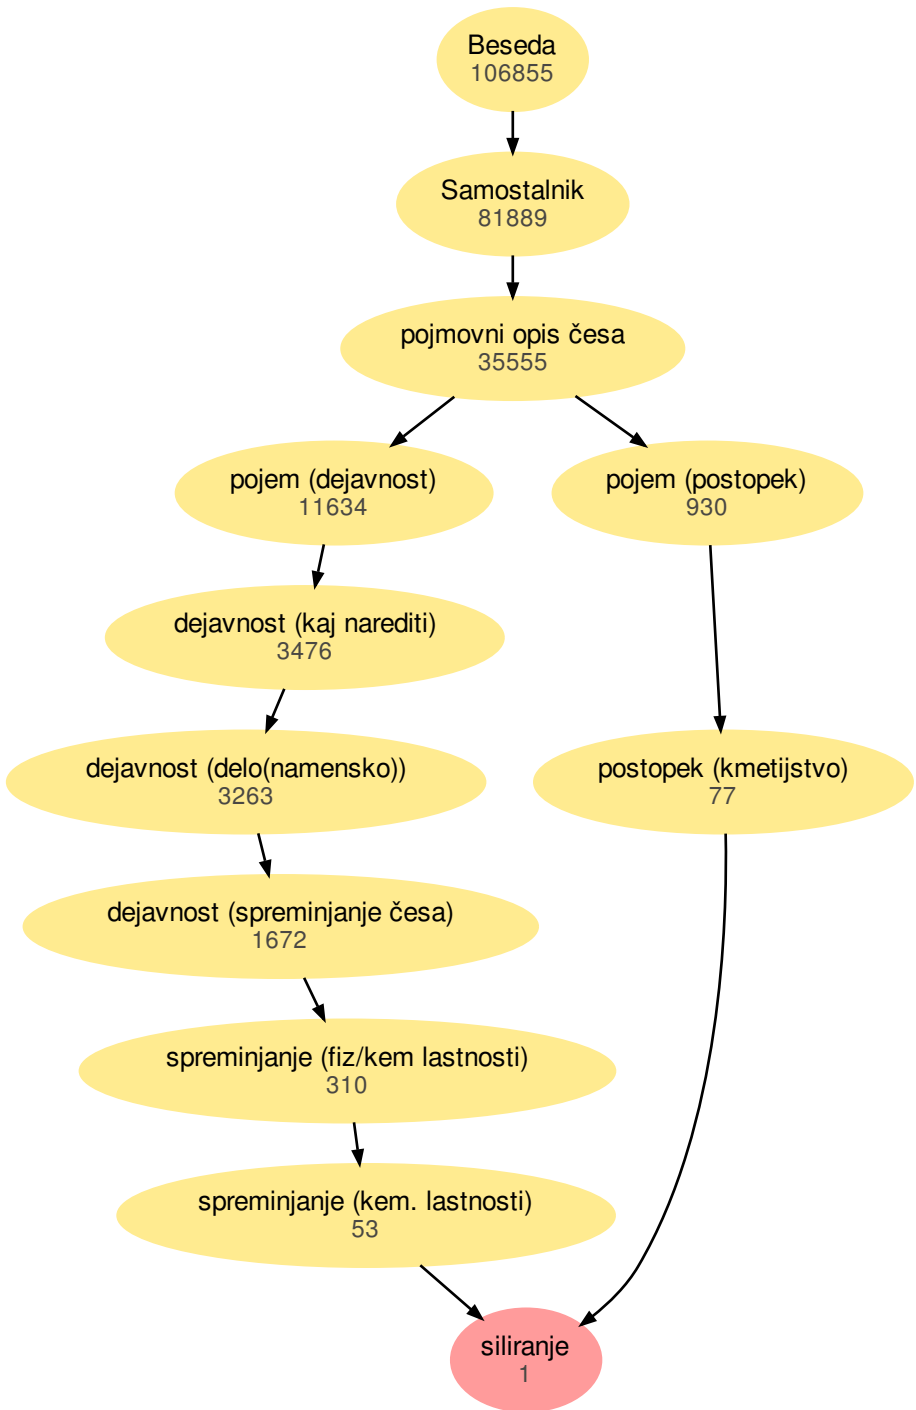 Beseda
106855
Samostalnik
81889
pojmovni opis česa
35555
pojem (dejavnost)
11634
pojem (postopek)
930
dejavnost (kaj narediti)
3476
dejavnost (delo(namensko))
3263
postopek (kmetijstvo)
77
dejavnost (spreminjanje česa)
1672
spreminjanje (fiz/kem lastnosti)
310
spreminjanje (kem. lastnosti)
53
siliranje
1